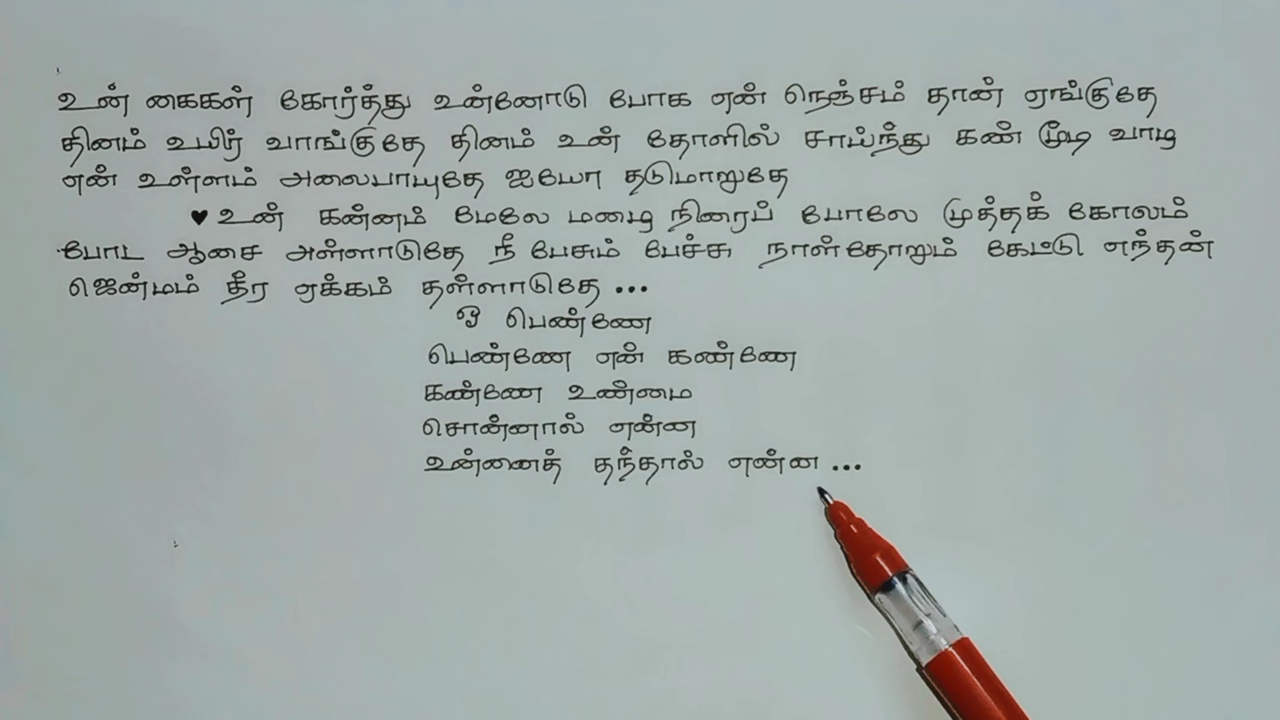 உன் கைகள் கோர்த்து உன்னோடு போக என் நெஞ்சம் தான் ஏங்குதே
தினம் உயிர் வாங்குதே தினம் உன் தோளில் சாய்ந்து கண் மூடி வாடி
என் உள்ளம் அலைபாயுதே ஐயோ தடுமாறுதே
♥ உன் கன்னம் மேலே மழை நிரைப் போலே முத்தக் கோலம்
போட ஆசை அள்ளாடுதே நீ பேசும் பேச்சு நாள்தோறும் கேட்டு எந்தன்
ஜென்மம் தீர ஏக்கம் தள்ளாடுதே ...
ஓ பெண்ணே
பெண்ணே என் கண்ணே
கண்ணே உண்மை
சொன்னால் என்ன
உன்னைத் தந்தால் என்ன ...